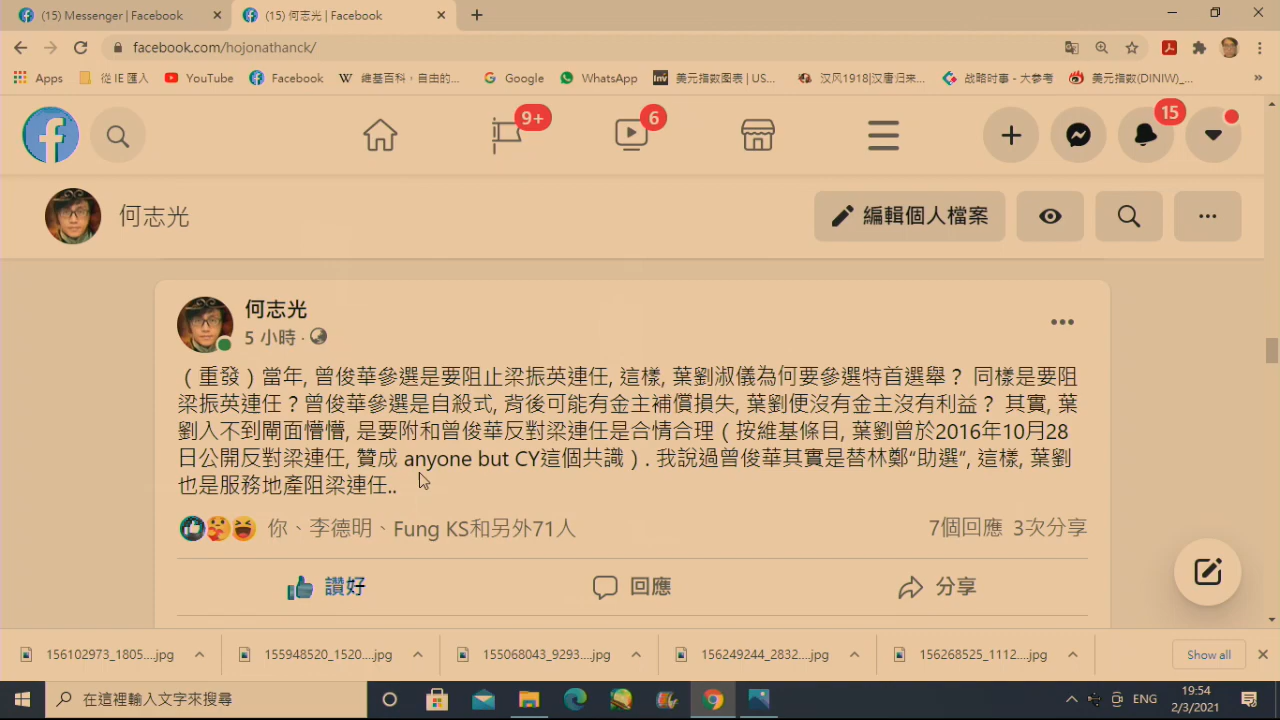 (15) Messenger | Facebook
(15) 何志光 | Facebook
facebook.com/hojonathanck/
Apps
從 IE 匯入
YouTube
Facebook
維基百科，自由的...
Google
WhatsApp
美元指数图表 | US...
汉风1918|汉唐归来...
战略时事 - 大参考
美元指数(DINIW)_...
9+
6
15
何志光
編輯個人檔案
何志光
5 小時 ·
（重發）當年, 曾俊華參選是要阻止梁振英連任, 這樣, 葉劉淑儀為何要參選特首選舉？ 同樣是要阻
梁振英連任？曾俊華參選是自殺式, 背後可能有金主補償損失, 葉劉便沒有金主沒有利益？ 其實, 葉
劉入不到閘面懵懵, 是要附和曾俊華反對梁連任是合情合理（按維基條目, 葉劉曾於2016年10月28
日公開反對梁連任, 贊成 anyone but CY這個共識）. 我說過曾俊華其實是替林鄭“助選”, 這樣, 葉劉
也是服務地產阻梁連任..
你、李德明、Fung KS和另外71人
7個回應 3次分享
讚好
回應
分享
156102973_1805....jpg
155948520_1520....jpg
155068043_9293....jpg
156249244_2832....jpg
156268525_1112....jpg
Show all
在這裡輸入文字來搜尋
ENG
19:54
2/3/2021